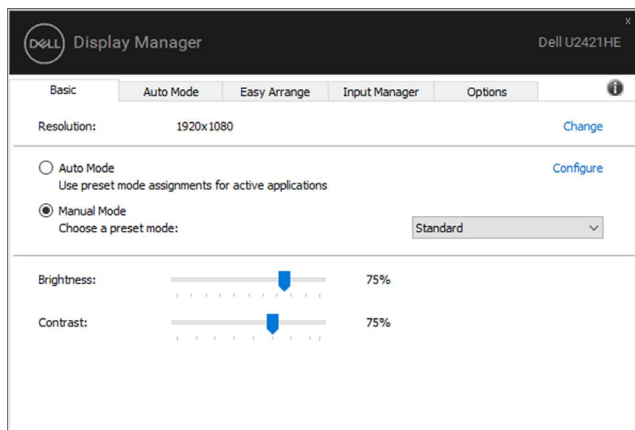 x
DELL Display Manager Dell U2421HE
Basic Auto Mode Easy Arrange Input Manager Options i
Resolution: 1920x1080 Change
Auto Mode Configure
Use preset mode assignments for active applications
Manual Mode
Choose a preset mode: Standard
Brightness: 75%
Contrast: 75%